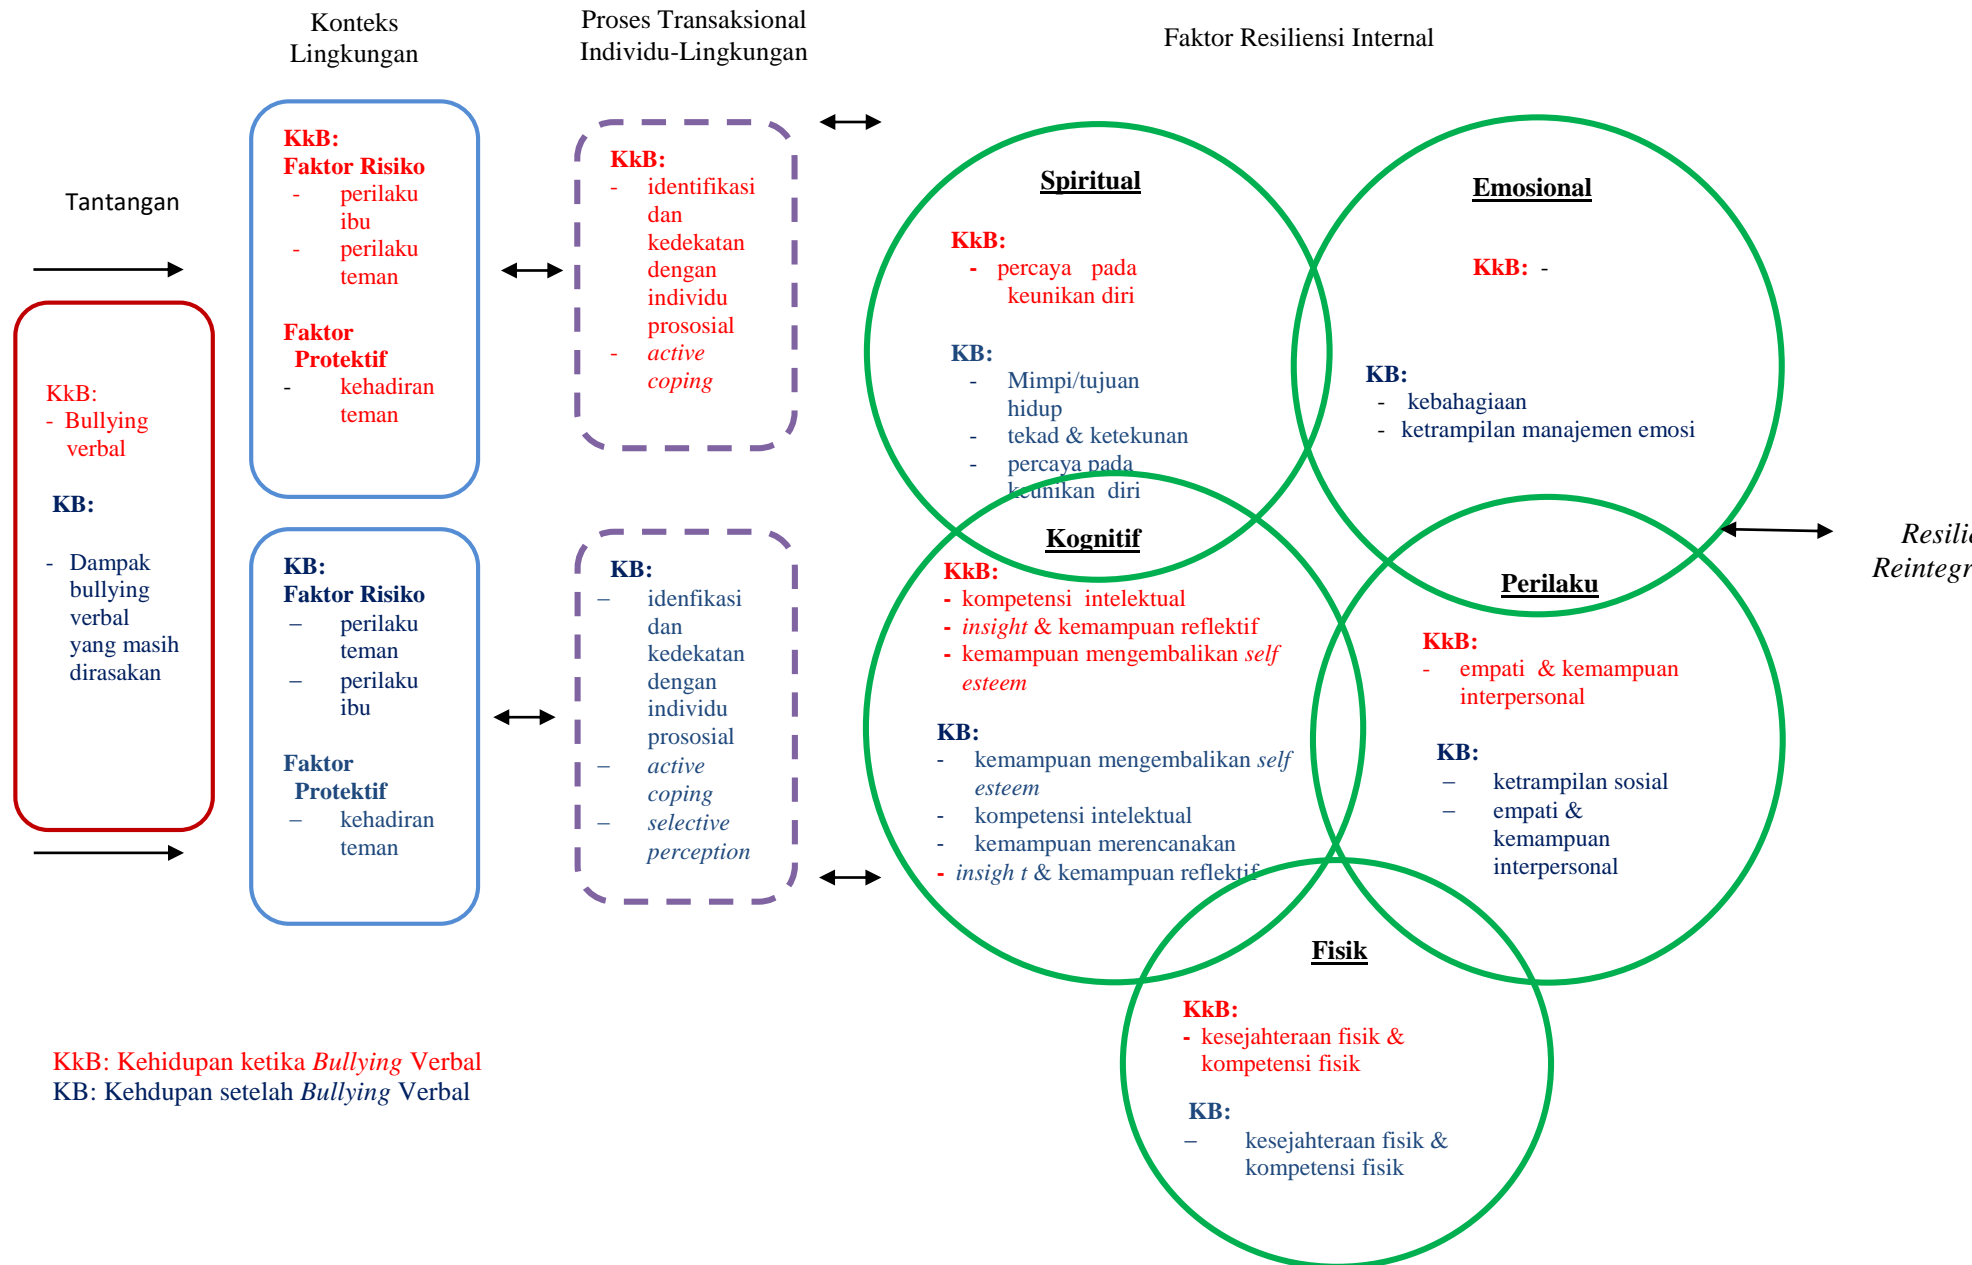 Konteks
Lingkungan
Proses Transaksional
Individu-Lingkungan
Faktor Resiliensi Internal
Tantangan
KkB:
- Bullying
verbal
KB:
- Dampak
bullying
verbal
yang masih
dirasakan
KkB:
Faktor Risiko
- perilaku
ibu
- perilaku
teman
Faktor
Protektif
- kehadiran
teman
KB:
Faktor Risiko
– perilaku
teman
– perilaku
ibu
Faktor
Protektif
– kehadiran
teman
KkB:
- identifikasi
dan
kedekatan
dengan
individu
prososial
- active
coping
KB:
– idenfikasi
dan
kedekatan
dengan
individu
prososial
– active
coping
– selective
perception
Spiritual
KkB:
- percaya pada
keunikan diri
KB:
- Mimpi/tujuan
hidup
- tekad & ketekunan
- percaya pada
keunikan diri
Emosional
KkB: -
KB:
- kebahagiaan
- ketrampilan manajemen emosi
Kognitif
KkB:
- kompetensi intelektual
- insight & kemampuan reflektif
- kemampuan mengembalikan self
esteem
KB:
- kemampuan mengembalikan self
esteem
- kompetensi intelektual
- kemampuan merencanakan
- insigh t & kemampuan reflektif
Perilaku
KkB:
- empati & kemampuan
interpersonal
KB:
– ketrampilan sosial
– empati &
kemampuan
interpersonal
Fisik
KkB:
- kesejahteraan fisik &
kompetensi fisik
KB:
– kesejahteraan fisik &
kompetensi fisik
KkB: Kehidupan ketika Bullying Verbal
KB: Kehdupan setelah Bullying Verbal